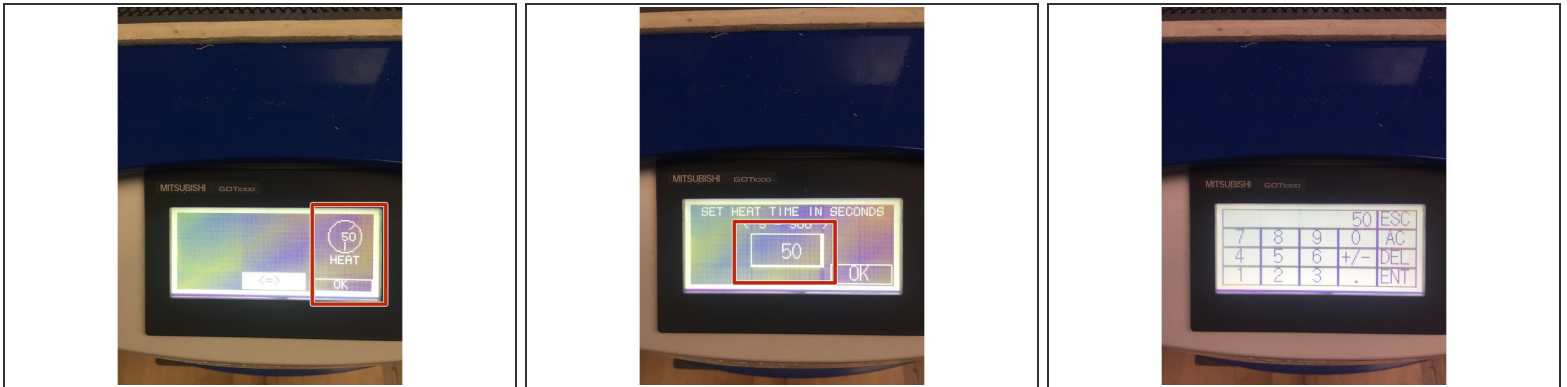 MITSUBISHI GOT1000
50
HEAT
<=>
OK
MITSUBISHI GOT1000
SET HEAT TIME IN SECONDS
50
OK
MITSUBISHI GOT1000
50 ESC
7 8 9 0 AC
4 5 6 +/- DEL
1 2 3 . ENT